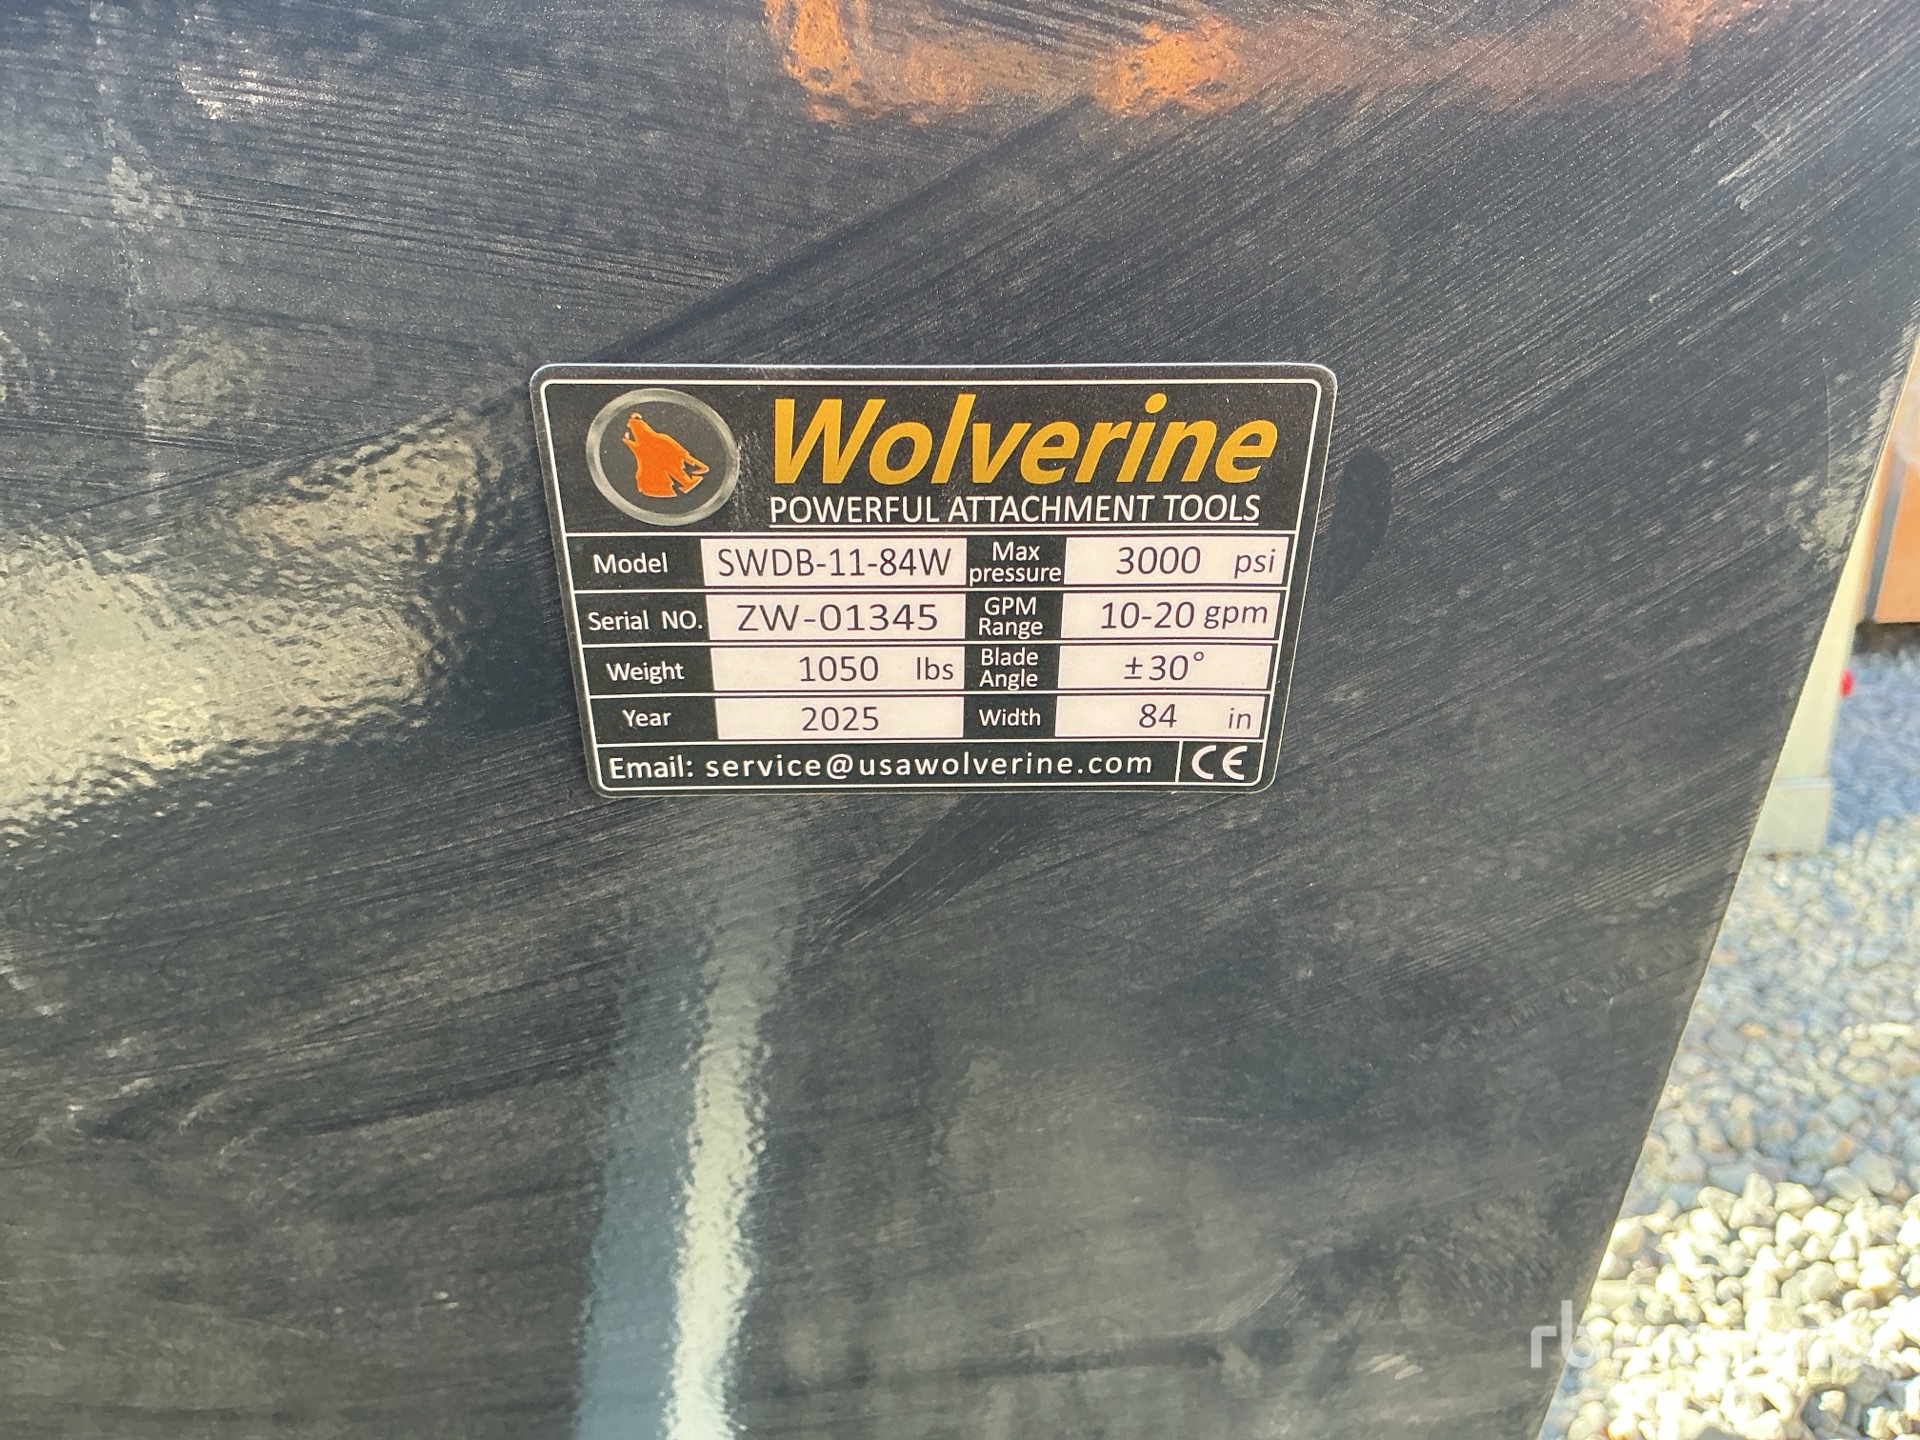 Wolverine
POWERFUL ATTACHMENT TOOLS
Model SWDB-11-84W Max pressure 3000 psi
Serial NO. ZW-01345 GPM Range 10-20 gpm
Weight 1050 lbs Blade Angle ±30°
Year 2025 Width 84 in
Email: service@usawolverine.com CE